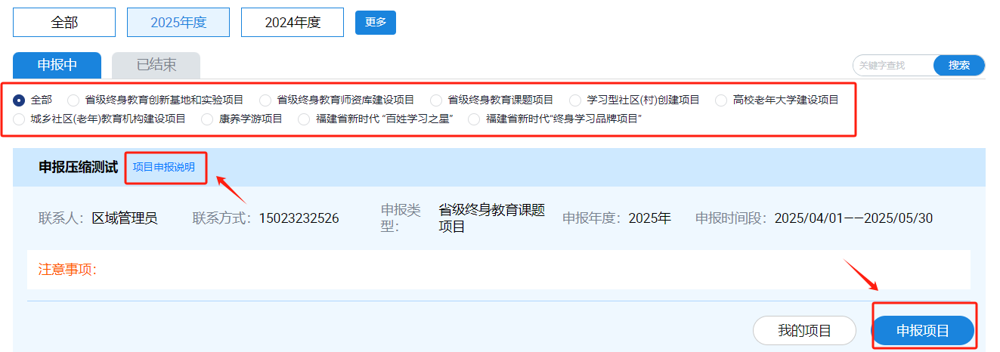 全部 2025年度 2024年度 更多
申报中 已结束 关键字查找 搜索
全部 省级终身教育创新基地和实验项目 省级终身教育师资库建设项目 省级终身教育课题项目 学习型社区(村)创建项目 高校老年大学建设项目
城乡社区(老年)教育机构建设项目 康养学游项目 福建省新时代 “百姓学习之星” 福建省新时代“终身学习品牌项目”
申报压缩测试 项目申报说明
联系人: 区域管理员 联系方式: 15023232526 申报类型: 省级终身教育课题项目 申报年度: 2025年 申报时间段: 2025/04/01——2025/05/30
注意事项:
我的项目 申报项目